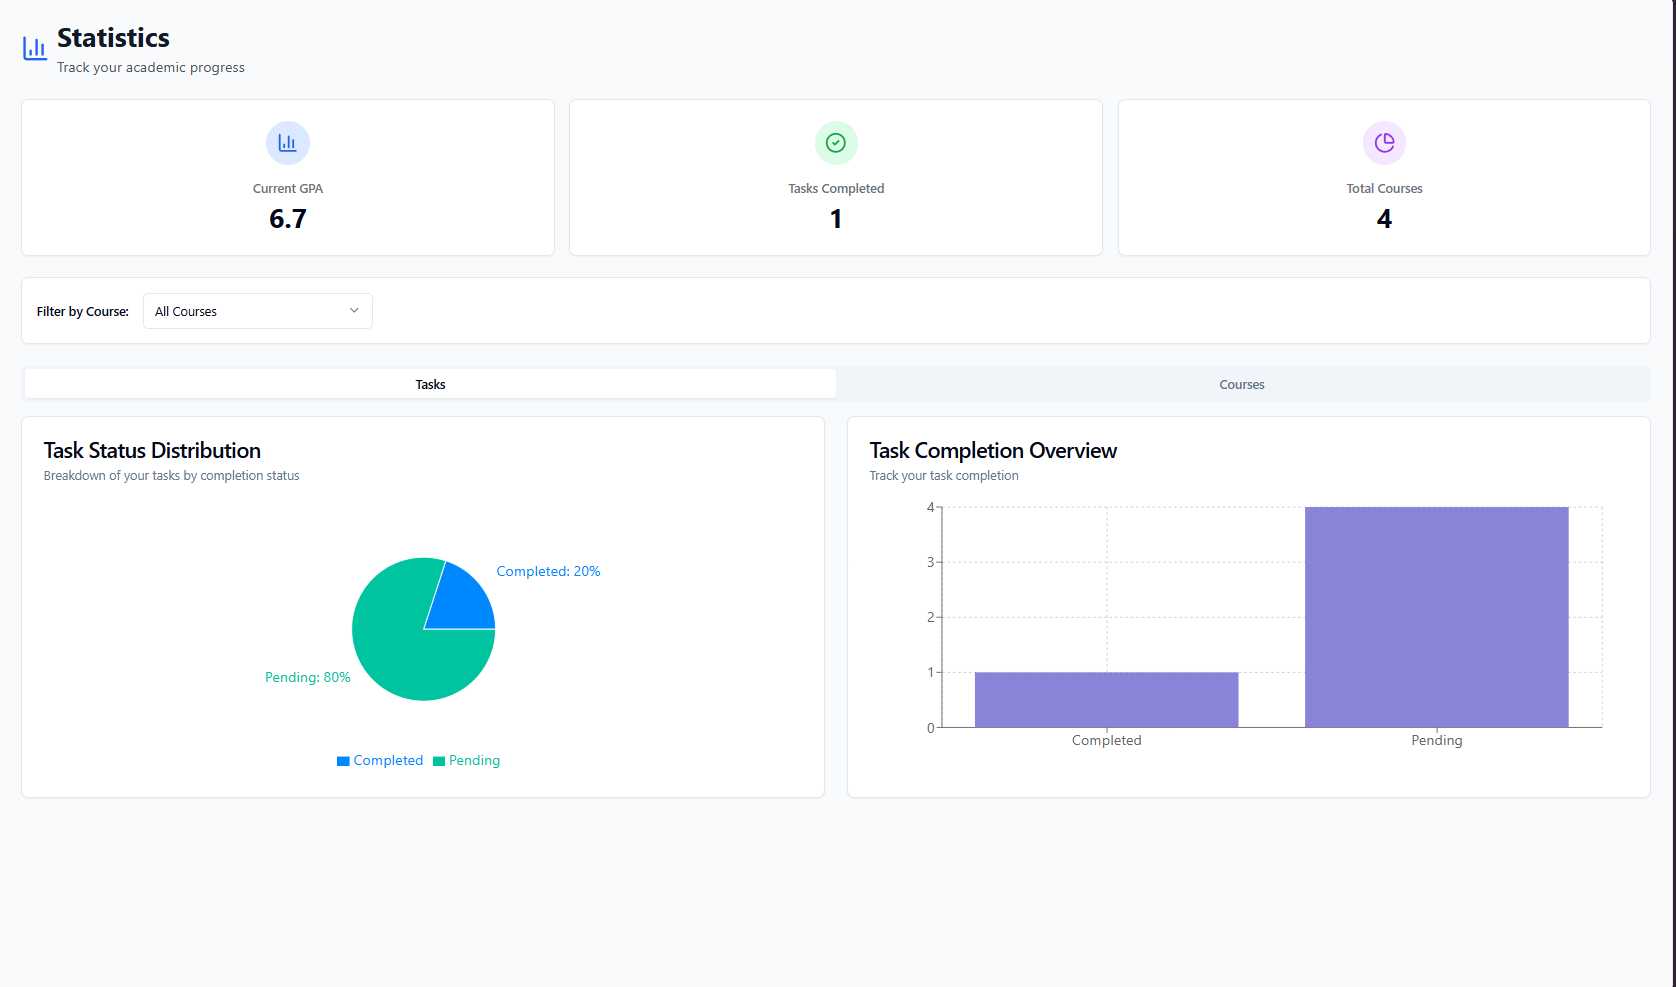 Statistics
Track your academic progress
Current GPA
6.7
Tasks Completed
1
Total Courses
4
Filter by Course:
All Courses
Tasks
Courses
Task Status Distribution
Breakdown of your tasks by completion status
Completed: 20%
Pending: 80%
Completed
Pending
Task Completion Overview
Track your task completion
4
3
2
1
0
Completed
Pending